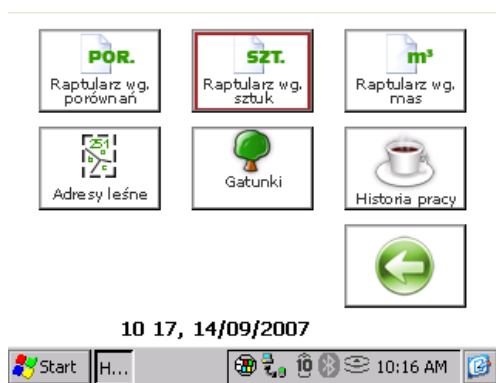 POR.
Raptularz wg.
porównań
SZT.
Raptularz wg.
sztuk
m³
Raptularz wg.
mas
251
Adresy leśne
Gatunki
Historia pracy
10 17, 14/09/2007
Start
H...
10:16 AM